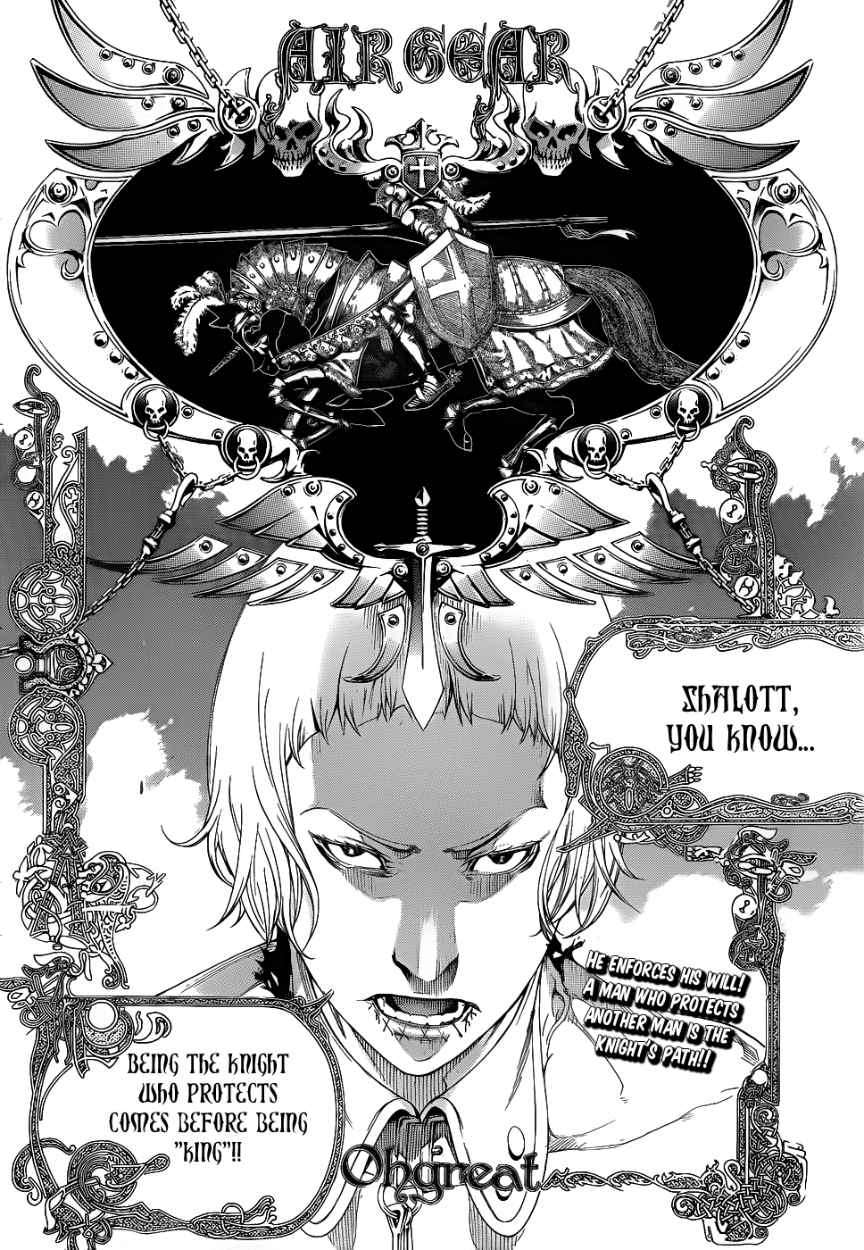 AIR GEAR
SHALOTT,
YOU KNOW...
HE ENFORCES HIS WILL!
A MAN WHO PROTECTS
ANOTHER MAN IS THE
KNIGHT'S PATH!!
BEING THE KNIGHT
WHO PROTECTS
COMES BEFORE BEING
"KING"!!
Ohgreat